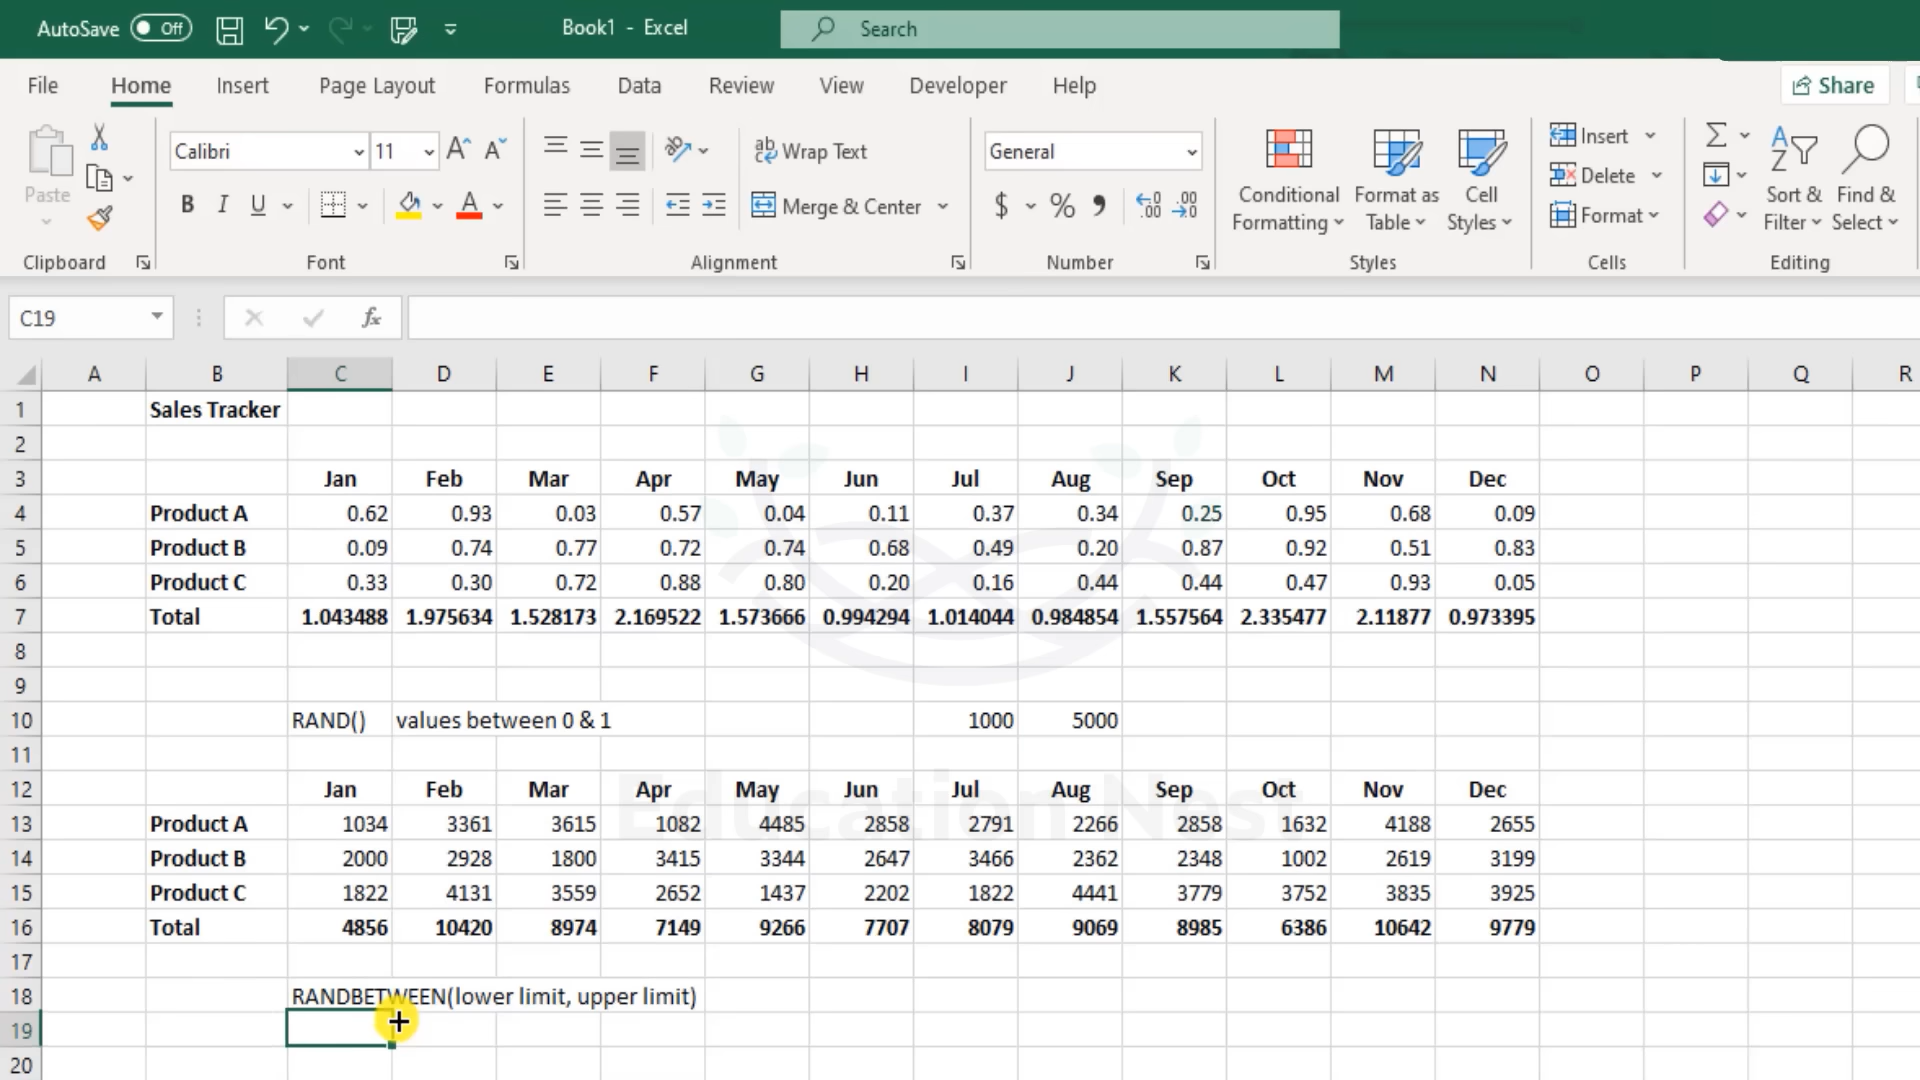 AutoSave Off Book1 - Excel Search
File Home Insert Page Layout Formulas Data Review View Developer Help Share
Paste Calibri 11 Wrap Text General Conditional Formatting Format as Table Cell Styles Insert Sort & Filter Find & Select
B I U A Merge & Center $ % Delete
Format
Clipboard Font Alignment Number Styles Cells Editing
C19 fx
A B C D E F G H I J K L M N O P Q R
1 Sales Tracker
2
3 Jan Feb Mar Apr May Jun Jul Aug Sep Oct Nov Dec
4 Product A 0.62 0.93 0.03 0.57 0.04 0.11 0.37 0.34 0.25 0.95 0.68 0.09
5 Product B 0.09 0.74 0.77 0.72 0.74 0.68 0.49 0.20 0.87 0.92 0.51 0.83
6 Product C 0.33 0.30 0.72 0.88 0.80 0.20 0.16 0.44 0.44 0.47 0.93 0.05
7 Total 1.043488 1.975634 1.528173 2.169522 1.573666 0.994294 1.014044 0.984854 1.557564 2.335477 2.11877 0.973395
8
9
10 RAND() values between 0 & 1 1000 5000
11
12 Jan Feb Mar Apr May Jun Jul Aug Sep Oct Nov Dec
Education Nest
13 Product A 1034 3361 3615 1082 4485 2858 2791 2266 2858 1632 4188 2655
14 Product B 2000 2928 1800 3415 3344 2647 3466 2362 2348 1002 2619 3199
15 Product C 1822 4131 3559 2652 1437 2202 1822 4441 3779 3752 3835 3925
16 Total 4856 10420 8974 7149 9266 7707 8079 9069 8985 6386 10642 9779
17
18 RANDBETWEEN(lower limit, upper limit)
19
20